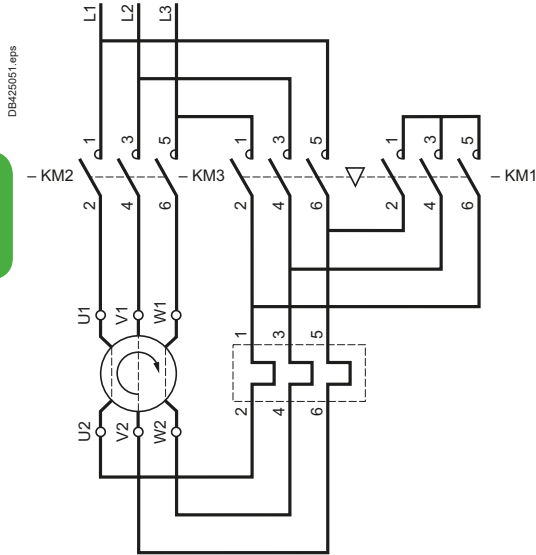 DB425051.eps
L1 L2 L3
1 3 5 1 3 5 1 3 5
– KM2 – KM3 – KM1
2 4 6 2 4 6 2 4 6
U1 V1 W1
1 3 5
2 4 6
U2 V2 W2